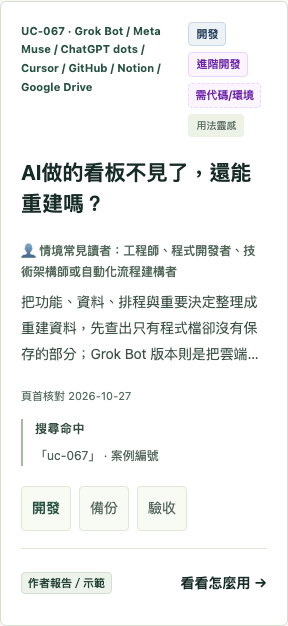 UC-067 · Grok Bot / Meta
Muse / ChatGPT dots /
Cursor / GitHub / Notion /
Google Drive
開發
進階開發
需代碼/環境
用法靈感
AI做的看板不見了，還能
重建嗎？
👤 情境常見讀者：工程師、程式開發者、技
術架構師或自動化流程建構者
把功能、資料、排程與重要決定整理成
重建資料，先查出只有程式檔卻沒有保
存的部分；Grok Bot 版本則是把雲端...
頁首核對 2026-10-27
搜尋命中
「uc-067」 · 案例編號
開發
備份
驗收
作者報告 / 示範
看看怎麼用 →